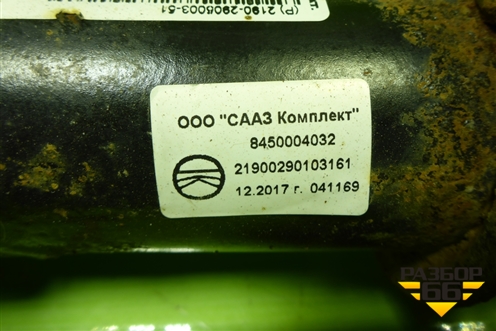 (P) 2190-2905003-51
ООО "СААЗ Комплект"
8450004032
21900290103161
12.2017 г. 041169
РАЗБОР
66